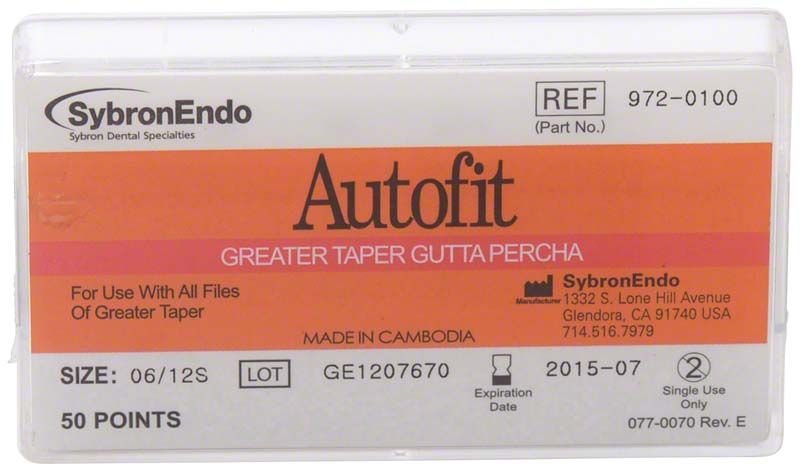 SybronEndo
Sybron Dental Specialties
REF 972-0100
(Part No.)
Autofit
GREATER TAPER GUTTA PERCHA
For Use With All Files
Of Greater Taper
SybronEndo
Manufacturer 1332 S. Lone Hill Avenue
Glendora, CA 91740 USA
714.516.7979
MADE IN CAMBODIA
SIZE: 06/12S LOT GE1207670
Expiration
Date
2015-07
2
Single Use
Only
50 POINTS
077-0070 Rev. E